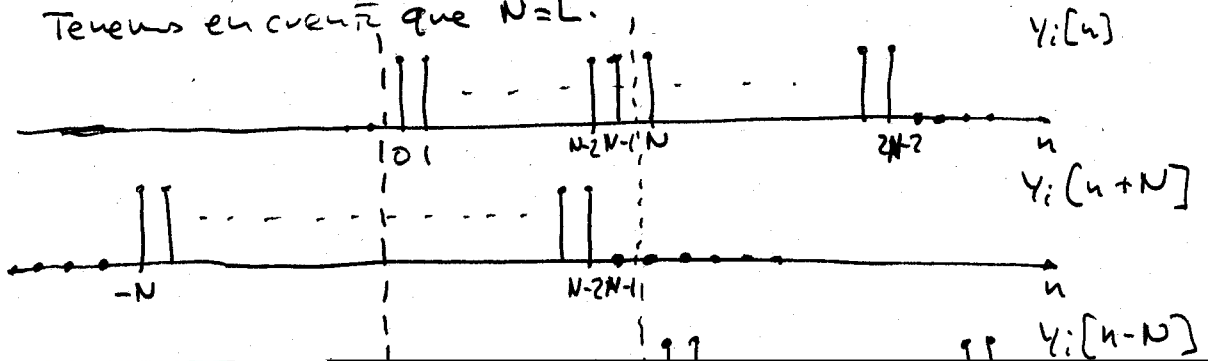 Tenemos en cuenta que N=L.
Yi[n]
0 1 N-2 N-1 N 2N-2 n
Yi[n+N]
-N N-2 N-1 n
Yi[n-N]